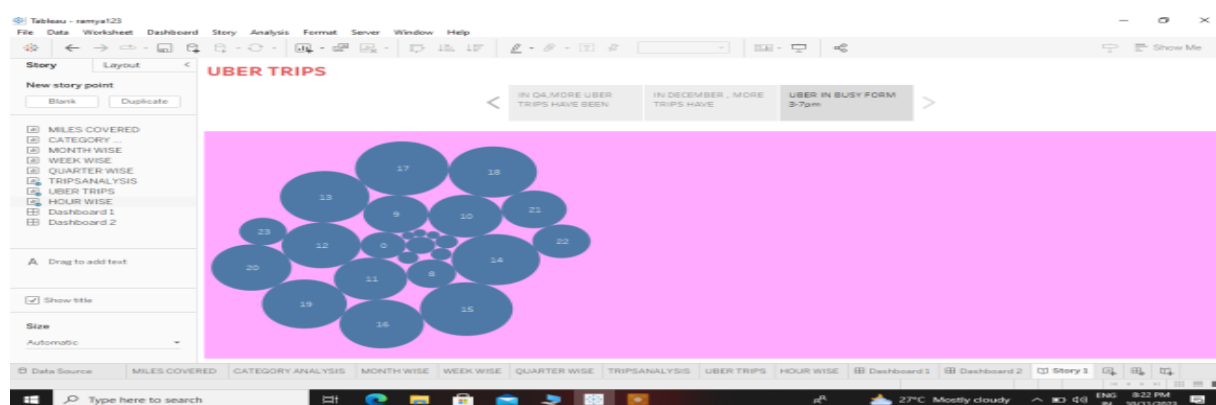 Tableau - ramya123
File Data Worksheet Dashboard Story Analysis Format Server Window Help
Show Me
Story Layout
New story point
Blank Duplicate
MILES COVERED
CATEGORY ...
MONTH WISE
WEEK WISE
QUARTER WISE
TRIPSANALYSIS
UBER TRIPS
HOUR WISE
Dashboard 1
Dashboard 2
A Drag to add text
Show title
Size
Automatic
UBER TRIPS
IN Q4,MORE UBER
TRIPS HAVE BEEN
IN DECEMBER , MORE
TRIPS HAVE
UBER IN BUSY FORM
3-7pm
17
18
13
9
10
21
23
12
0
22
14
20
11
8
19
15
16
Data Source MILES COVERED CATEGORY ANALYSIS MONTH WISE WEEK WISE QUARTER WISE TRIPSANALYSIS UBER TRIPS HOUR WISE Dashboard 1 Dashboard 2 Story 1
Type here to search
27°C Mostly cloudy
ENG
IN
8:22 PM
30/11/2023